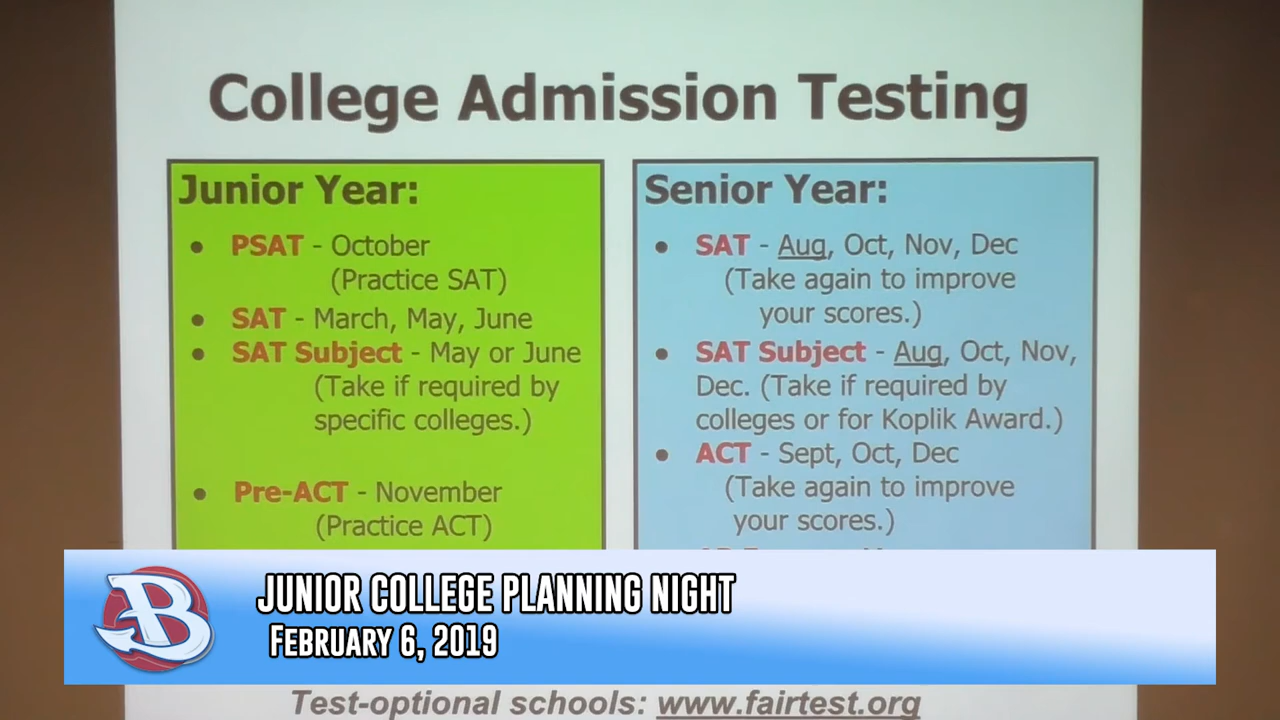 College Admission Testing
Junior Year:
• PSAT - October
(Practice SAT)
• SAT - March, May, June
• SAT Subject - May or June
(Take if required by
specific colleges.)
• Pre-ACT - November
(Practice ACT)
Senior Year:
• SAT - Aug, Oct, Nov, Dec
(Take again to improve
your scores.)
• SAT Subject - Aug, Oct, Nov,
Dec. (Take if required by
colleges or for Koplik Award.)
• ACT - Sept, Oct, Dec
(Take again to improve
your scores.)
B
JUNIOR COLLEGE PLANNING NIGHT
FEBRUARY 6, 2019
Test-optional schools: www.fairtest.org